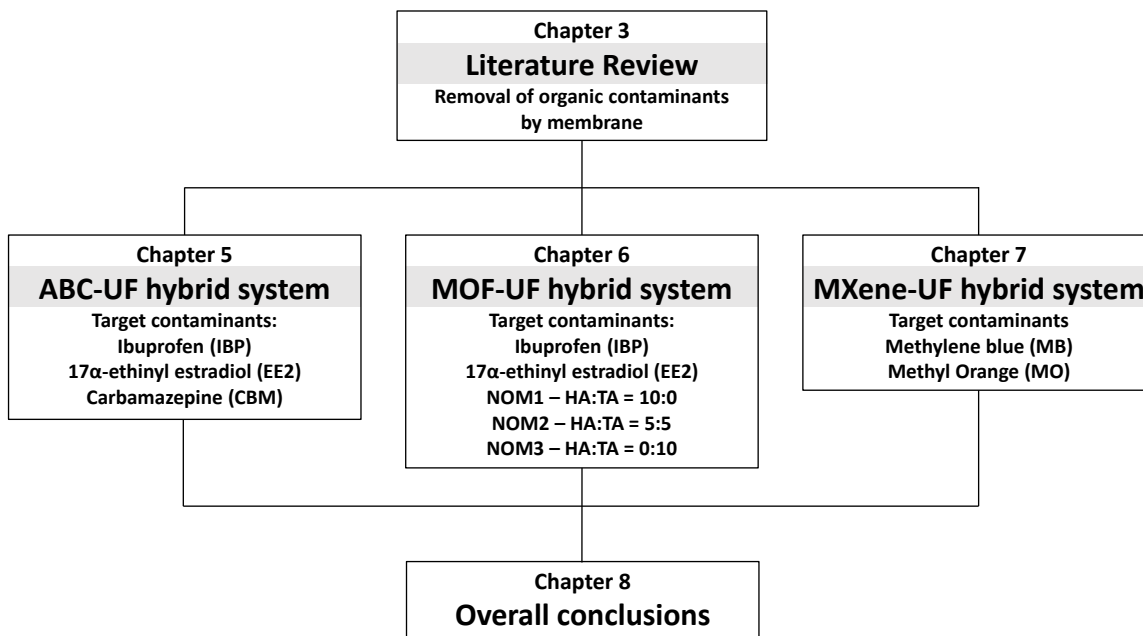 Chapter 3
Literature Review
Removal of organic contaminants
by membrane
Chapter 5
ABC-UF hybrid system
Target contaminants:
Ibuprofen (IBP)
17α-ethinyl estradiol (EE2)
Carbamazepine (CBM)
Chapter 6
MOF-UF hybrid system
Target contaminants:
Ibuprofen (IBP)
17α-ethinyl estradiol (EE2)
NOM1 – HA:TA = 10:0
NOM2 – HA:TA = 5:5
NOM3 – HA:TA = 0:10
Chapter 7
MXene-UF hybrid system
Target contaminants
Methylene blue (MB)
Methyl Orange (MO)
Chapter 8
Overall conclusions